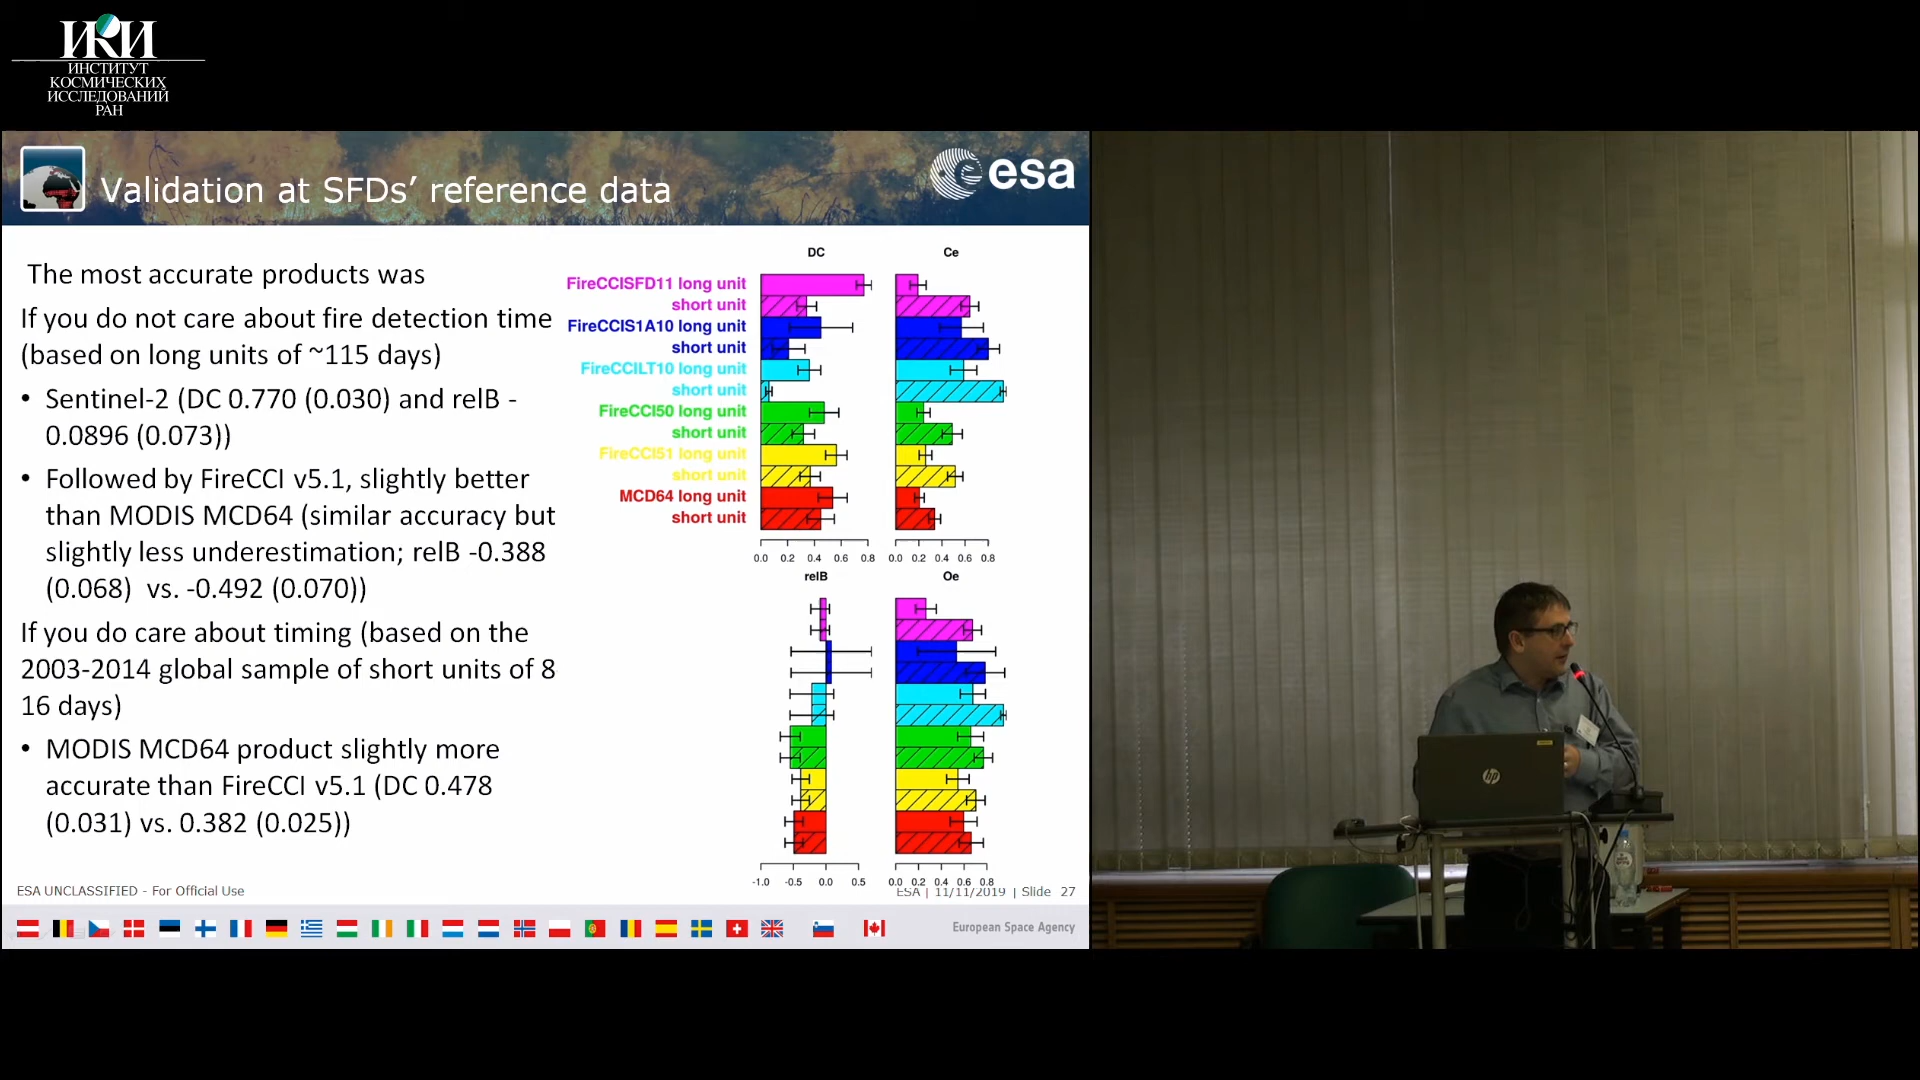 ИКИ
ИНСТИТУТ
КОСМИЧЕСКИХ
ИССЛЕДОВАНИЙ
РАН
Validation at SFDs’ reference data
esa
The most accurate products was
If you do not care about fire detection time
(based on long units of ~115 days)
• Sentinel-2 (DC 0.770 (0.030) and relB -
0.0896 (0.073))
• Followed by FireCCI v5.1, slightly better
than MODIS MCD64 (similar accuracy but
slightly less underestimation; relB -0.388
(0.068) vs. -0.492 (0.070))
If you do care about timing (based on the
2003-2014 global sample of short units of 8
16 days)
• MODIS MCD64 product slightly more
accurate than FireCCI v5.1 (DC 0.478
(0.031) vs. 0.382 (0.025))
DC
Ce
FireCCISFD11 long unit
short unit
FireCCIS1A10 long unit
short unit
FireCCILT10 long unit
short unit
FireCCI50 long unit
short unit
FireCCI51 long unit
short unit
MCD64 long unit
short unit
0.0 0.2 0.4 0.6 0.8
0.0 0.2 0.4 0.6 0.8
relB
Oe
-1.0 -0.5 0.0 0.5
0.0 0.2 0.4 0.6 0.8
ESA UNCLASSIFIED - For Official Use
ESA | 11/11/2019 | Slide 27
European Space Agency
hp